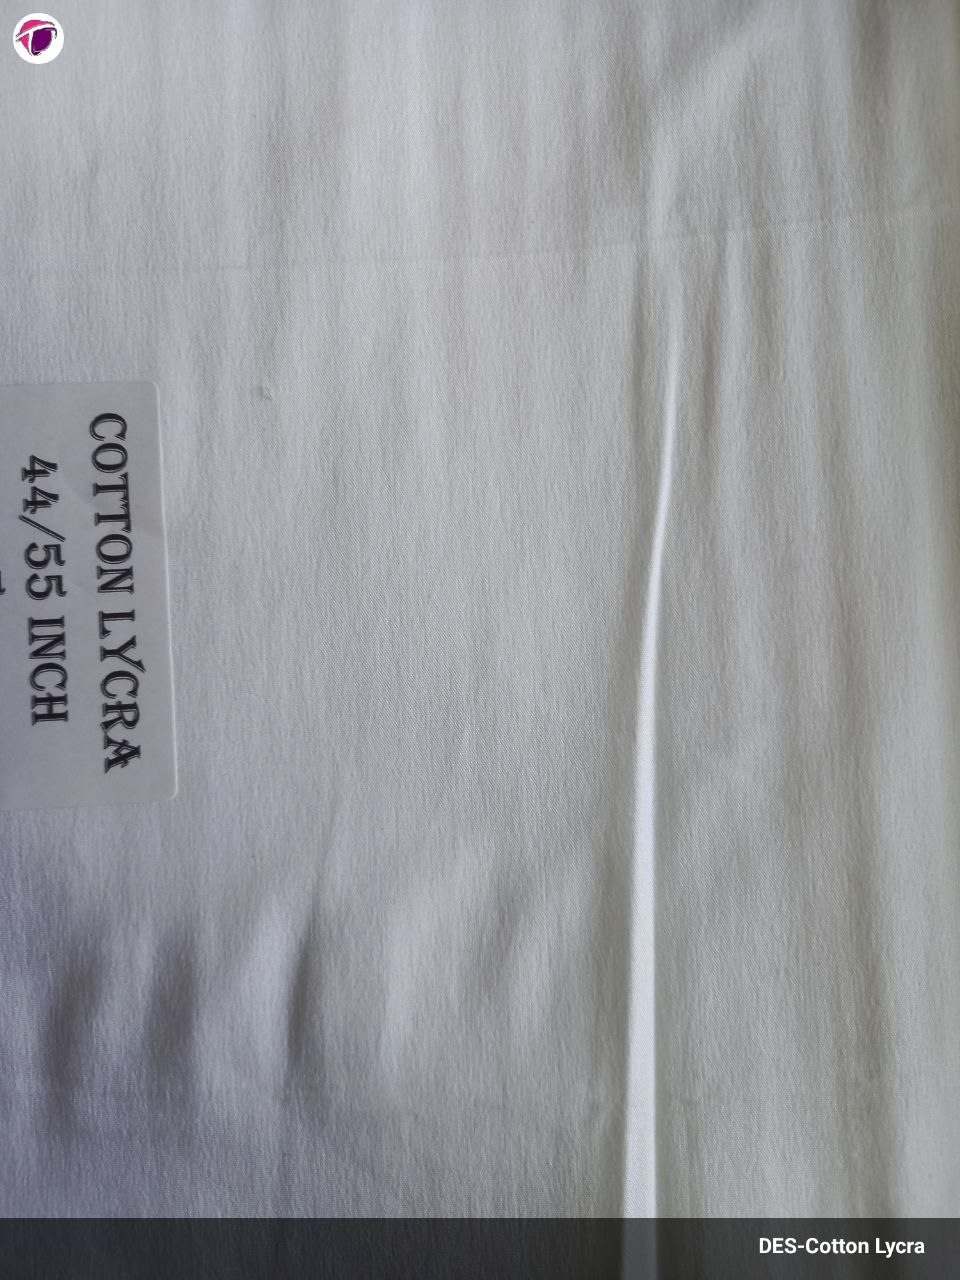 COTTON LYCRA
44/55 INCH
DES-Cotton Lycra